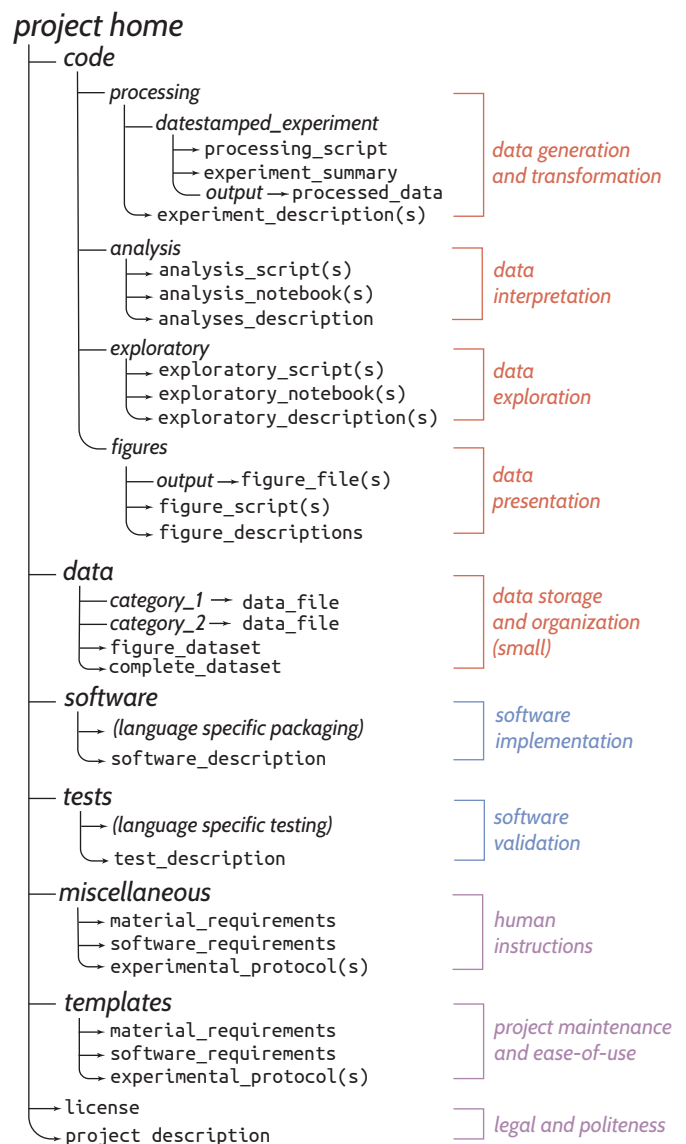 project home
code
processing
datestamped_experiment
processing_script
experiment_summary
output processed_data
experiment_description(s)
data generation
and transformation
analysis
analysis_script(s)
analysis_notebook(s)
analyses_description
data
interpretation
exploratory
exploratory_script(s)
exploratory_notebook(s)
exploratory_description(s)
data
exploration
figures
output figure_file(s)
figure_script(s)
figure_descriptions
data
presentation
data
category_1 data_file
category_2 data_file
figure_dataset
complete_dataset
data storage
and organization
(small)
software
(language specific packaging)
software_description
software
implementation
tests
(language specific testing)
test_description
software
validation
miscellaneous
material_requirements
software_requirements
experimental_protocol(s)
human
instructions
templates
material_requirements
software_requirements
experimental_protocol(s)
project maintenance
and ease-of-use
license
project_description
legal and politeness